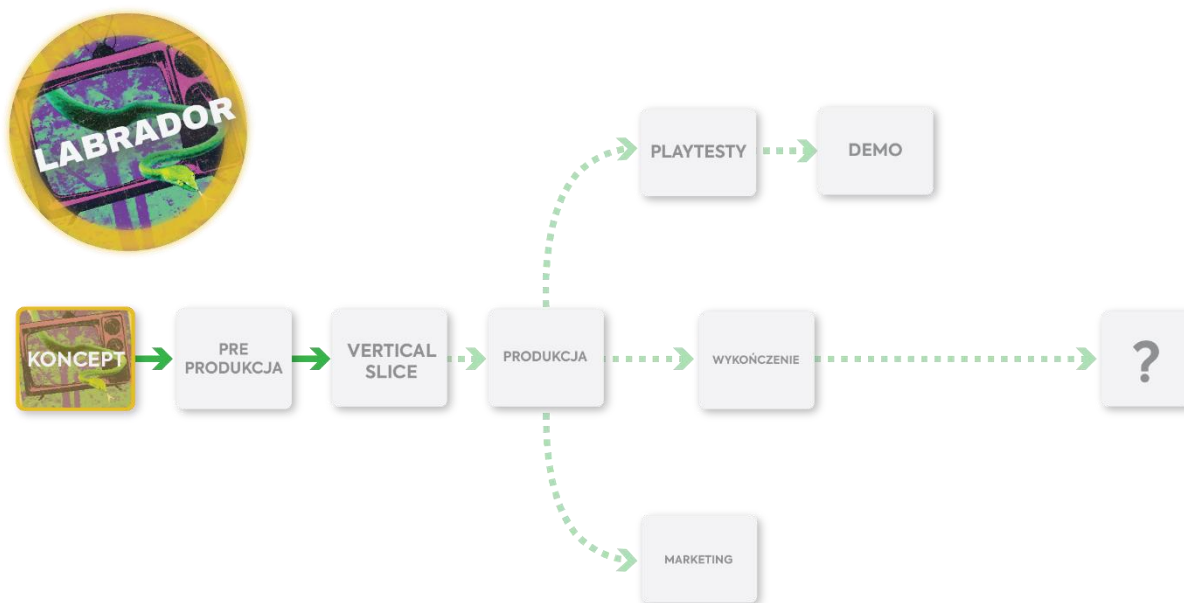 LABRADOR
PLAYTESTY
DEMO
KONCEPT
PRE
PRODUKCJA
VERTICAL
SLICE
PRODUKCJA
WYKOŃCZENIE
?
MARKETING